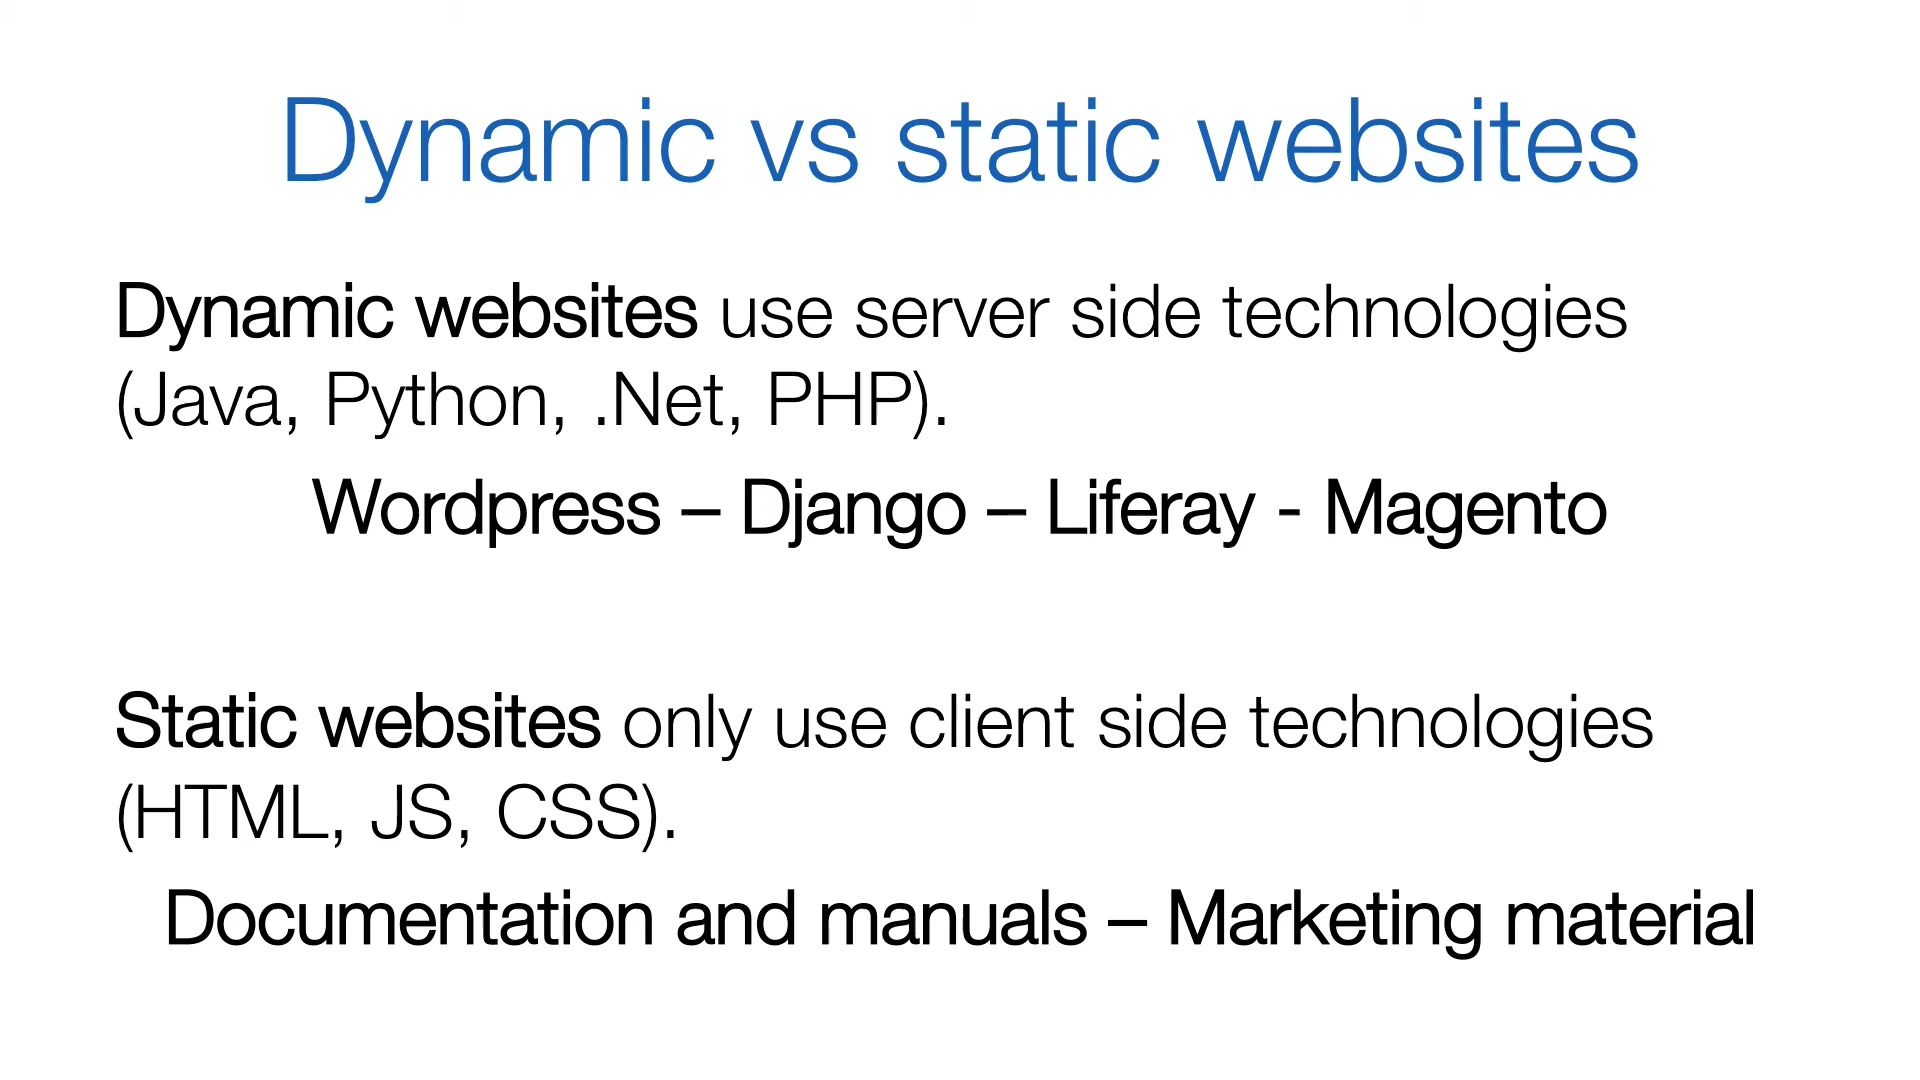 Dynamic vs static websites
Dynamic websites use server side technologies
(Java, Python, .Net, PHP).
Wordpress – Django – Liferay - Magento
Static websites only use client side technologies
(HTML, JS, CSS).
Documentation and manuals – Marketing material